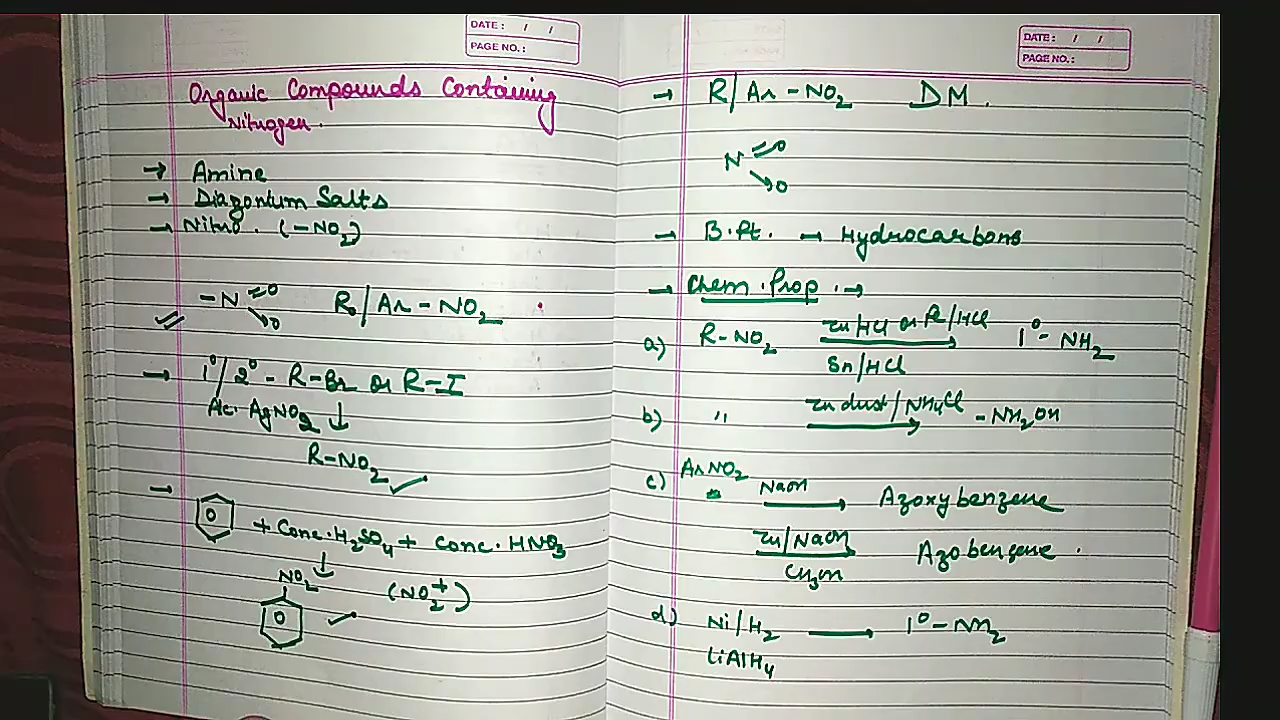 DATE: / /
PAGE NO.:
Organic Compounds Containing
Nitrogen.
→ Amine
→ Diazonium Salts
→ Nitro. (-NO2)
-N =O →O R/Ar-NO2
→ 1°/2° - R-Br or R-I
Alc. AgNO2 ↓
R-NO2 ✓
→ + Conc. H2SO4 + Conc. HNO3
↓
NO2 (NO2+)
DATE: / /
PAGE NO.:
→ R/Ar-NO2 DM.
N =O →O
→ B.Pt. → Hydrocarbons
→ Chem. Prop. →
a) R-NO2 Zn/HCl or Fe/HCl 1°-NH2
Sn/HCl
b) " Zn dust/NH4Cl -NH2OH
c) ArNO2 NaOH → Azoxybenzene
Zn/NaOH Azobenzene.
CH3OH
d) Ni/H2 → 1°-NH2
LiAlH4